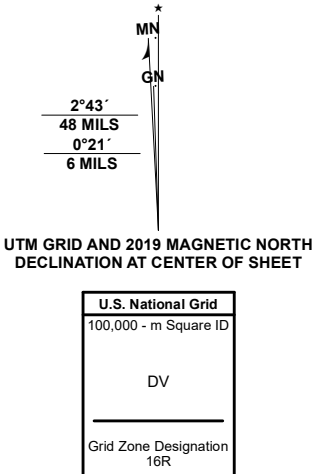 ★
MN
GN
2°43´
48 MILS
0°21´
6 MILS
UTM GRID AND 2019 MAGNETIC NORTH
DECLINATION AT CENTER OF SHEET
U.S. National Grid
100,000 - m Square ID
DV
Grid Zone Designation
16R